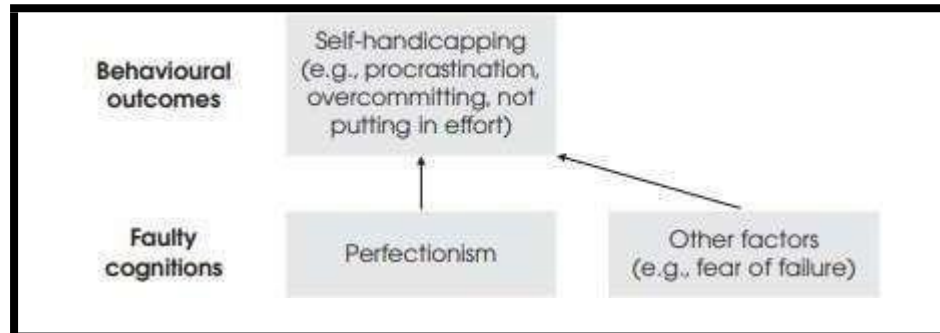 Behavioural
outcomes
Self-handicapping
(e.g., procrastination,
overcommitting, not
putting in effort)
Faulty
cognitions
Perfectionism
Other factors
(e.g., fear of failure)